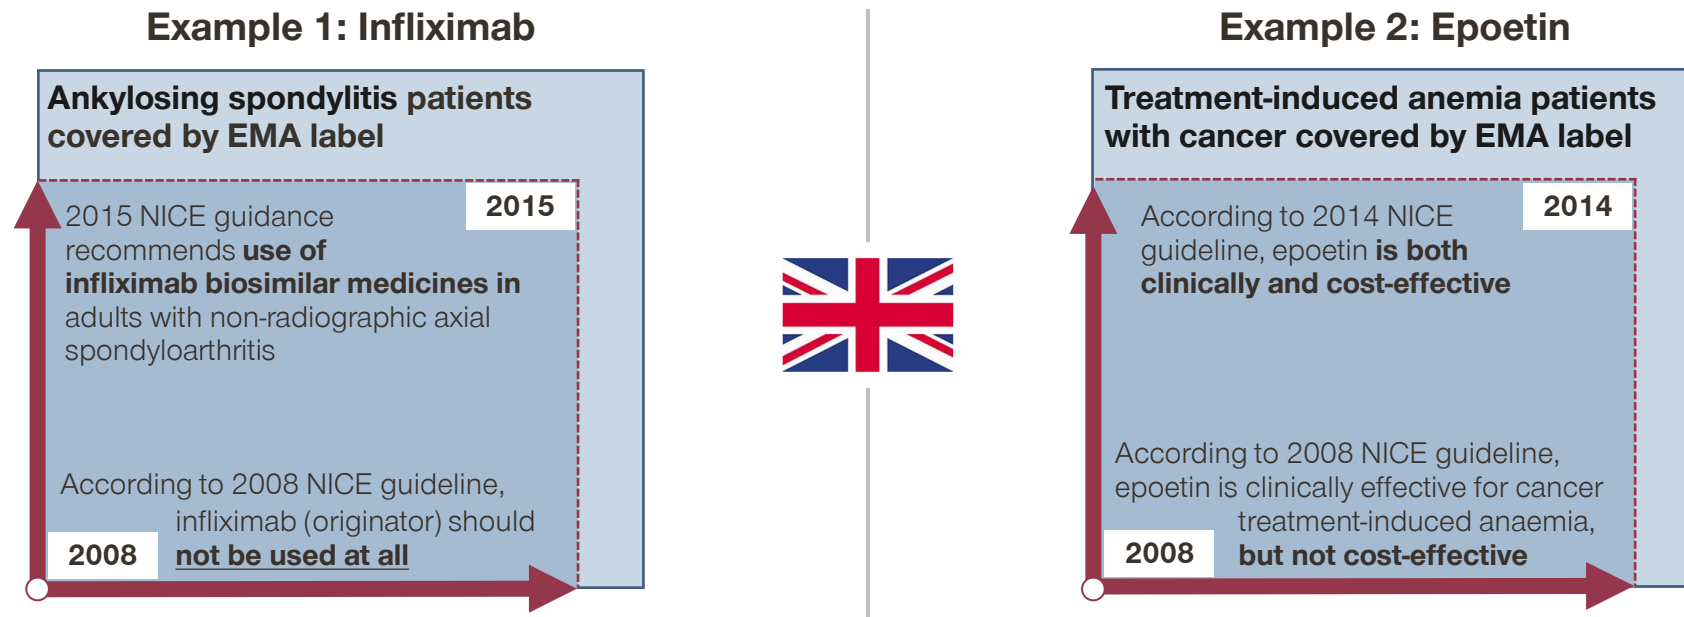 Example 1: Infliximab
Ankylosing spondylitis patients
covered by EMA label
2015
2015 NICE guidance
recommends use of
infliximab biosimilar medicines in
adults with non-radiographic axial
spondyloarthritis
According to 2008 NICE guideline,
infliximab (originator) should
not be used at all
2008
Example 2: Epoetin
Treatment-induced anemia patients
with cancer covered by EMA label
2014
According to 2014 NICE
guideline, epoetin is both
clinically and cost-effective
According to 2008 NICE guideline,
epoetin is clinically effective for cancer
treatment-induced anaemia,
but not cost-effective
2008